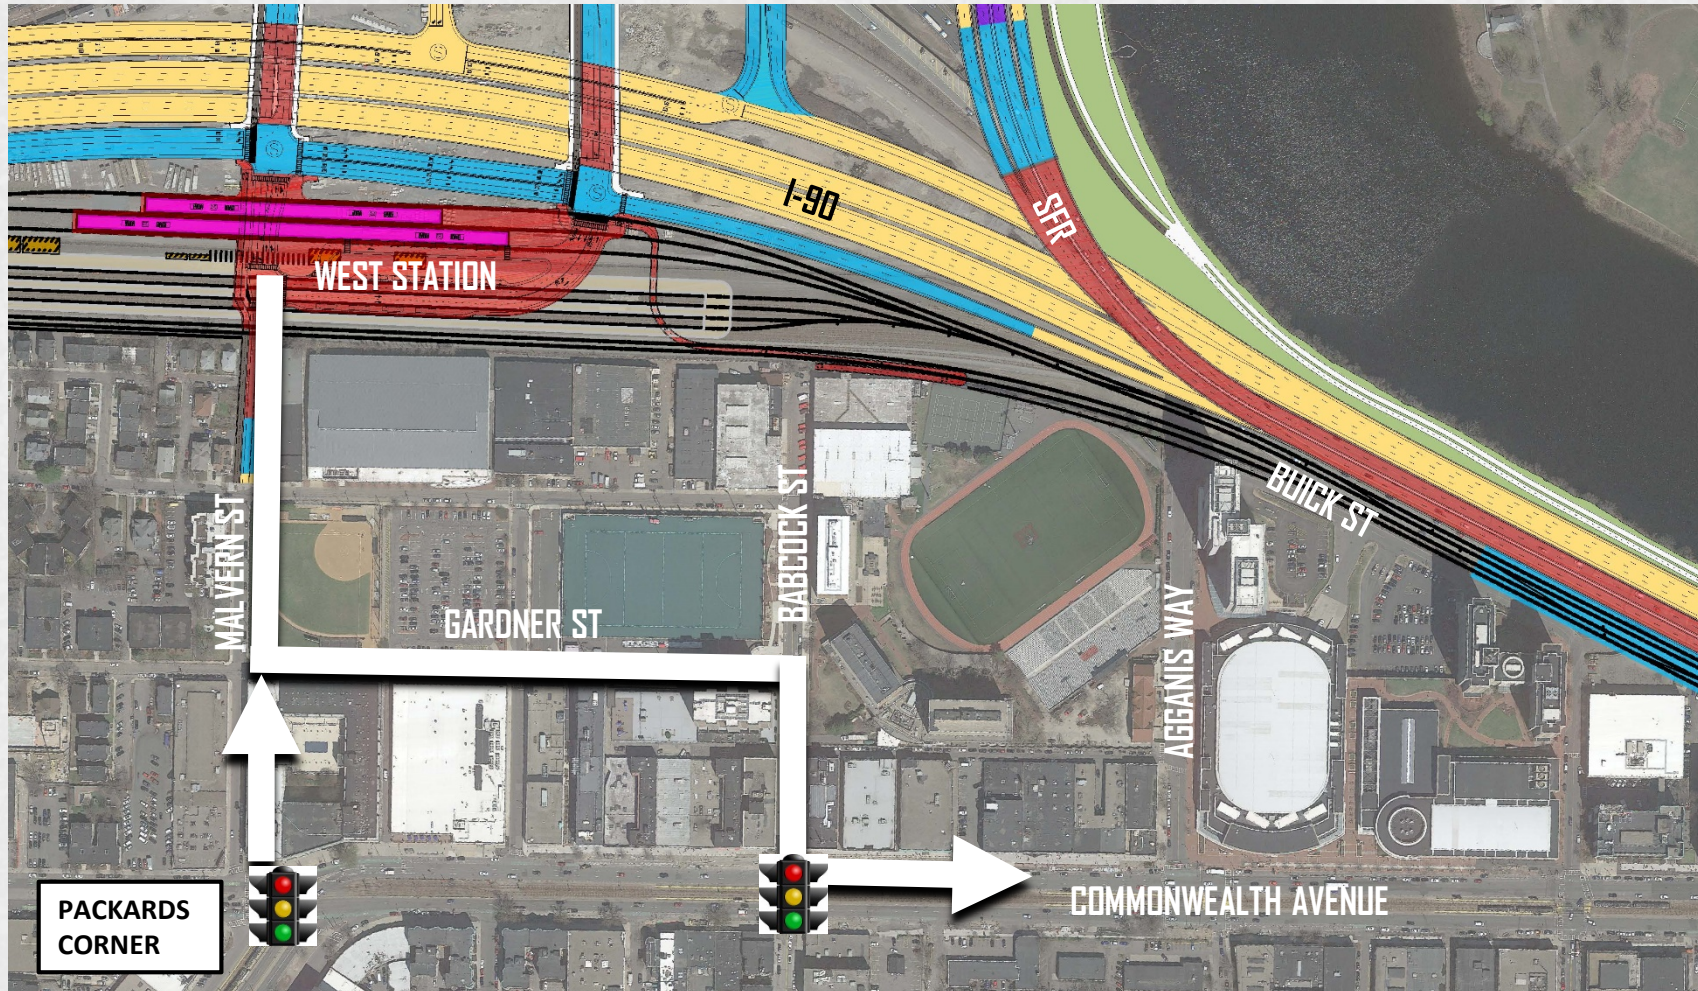 I-90
SFR
WEST STATION
BUICK ST
MALVERN ST
BABCOCK ST
GARDNER ST
AGGANIS WAY
COMMONWEALTH AVENUE
PACKARDS
CORNER